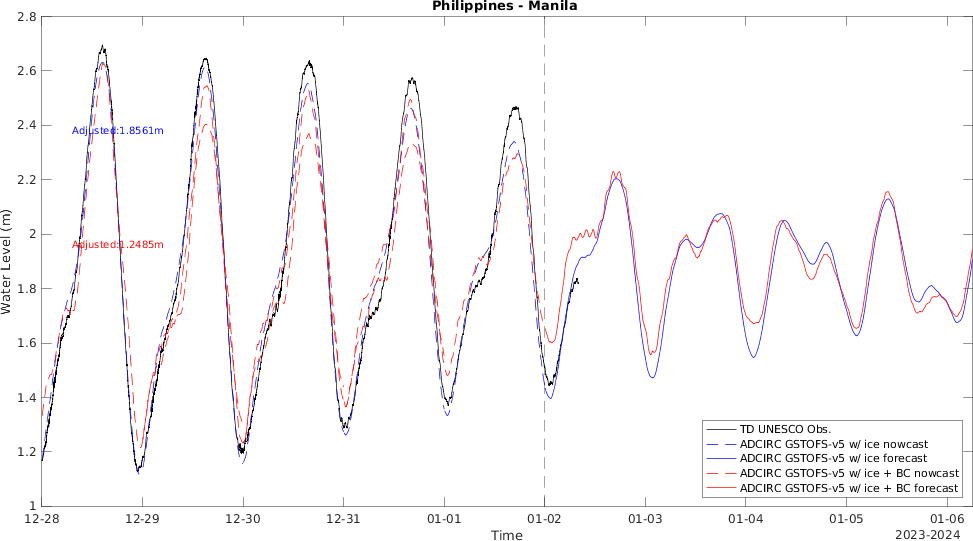 Philippines - Manila
2.8
2.6
2.4
2.2
2
1.8
1.6
1.4
1.2
1
Water Level (m)
Adjusted:1.8561m
Adjusted:1.2485m
TD UNESCO Obs.
ADCIRC GSTOFS-v5 w/ ice nowcast
ADCIRC GSTOFS-v5 w/ ice forecast
ADCIRC GSTOFS-v5 w/ ice + BC nowcast
ADCIRC GSTOFS-v5 w/ ice + BC forecast
12-28 12-29 12-30 12-31 01-01 01-02 01-03 01-04 01-05 01-06
Time
2023-2024